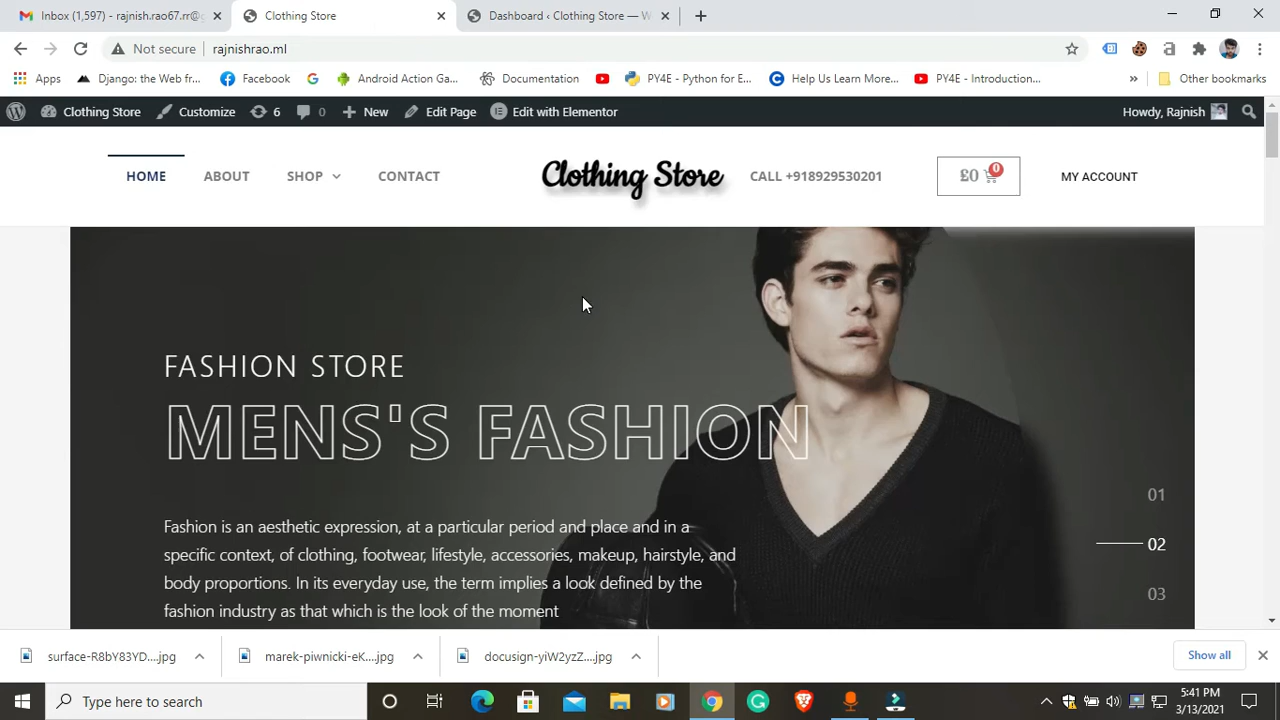 Inbox (1,597) - rajnish.rao67.rr@g
Clothing Store
Dashboard ‹ Clothing Store — W
Not secure
rajnishrao.ml
Apps
Django: the Web fr...
Facebook
Android Action Ga...
Documentation
PY4E - Python for E...
Help Us Learn More...
PY4E - Introduction...
»
Other bookmarks
Clothing Store
Customize
6
0
New
Edit Page
Edit with Elementor
Howdy, Rajnish
HOME
ABOUT
SHOP
CONTACT
Clothing Store
CALL +918929530201
£0
0
MY ACCOUNT
FASHION STORE
MENS'S FASHION
Fashion is an aesthetic expression, at a particular period and place and in a
specific context, of clothing, footwear, lifestyle, accessories, makeup, hairstyle, and
body proportions. In its everyday use, the term implies a look defined by the
fashion industry as that which is the look of the moment
01
02
03
surface-R8bY83YD....jpg
marek-piwnicki-eK....jpg
docusign-yiW2yzZ....jpg
Show all
Type here to search
5:41 PM
3/13/2021